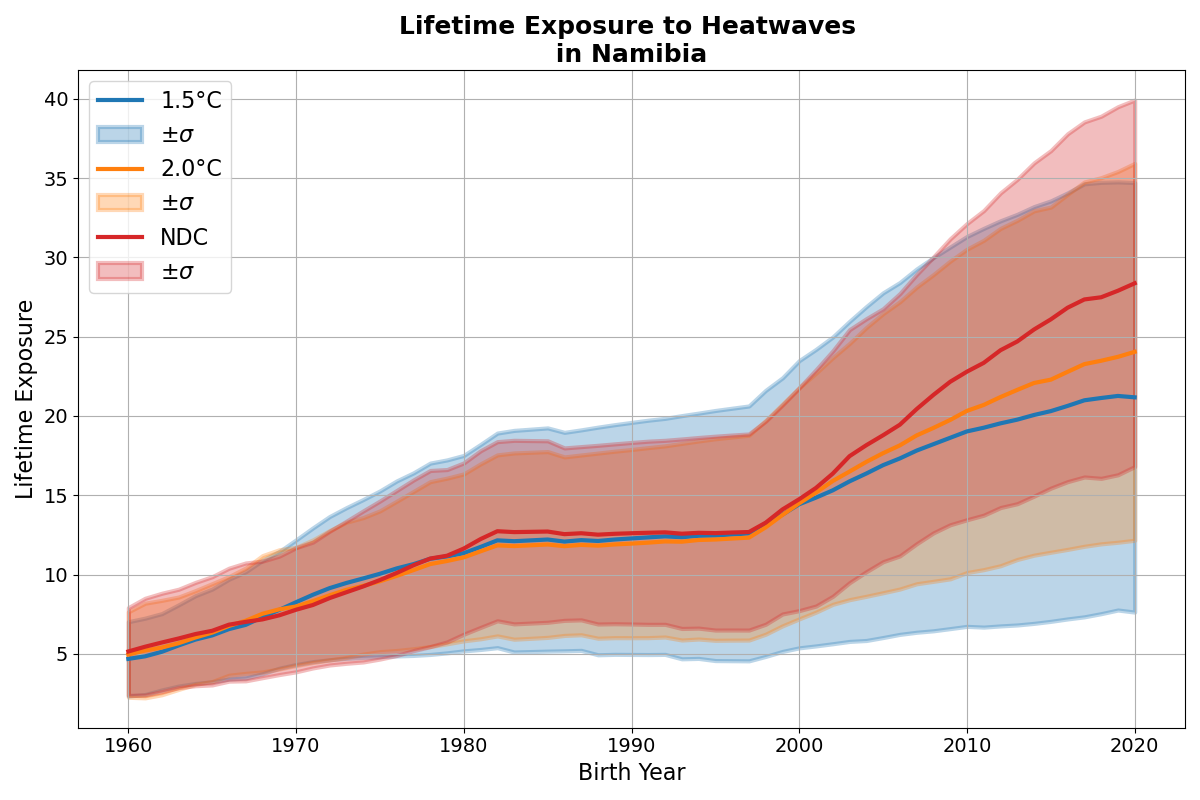 Lifetime Exposure to Heatwaves
in Namibia
1.5°C
±σ
2.0°C
±σ
NDC
±σ
Lifetime Exposure
40
35
30
25
20
15
10
5
1960
1970
1980
1990
2000
2010
2020
Birth Year